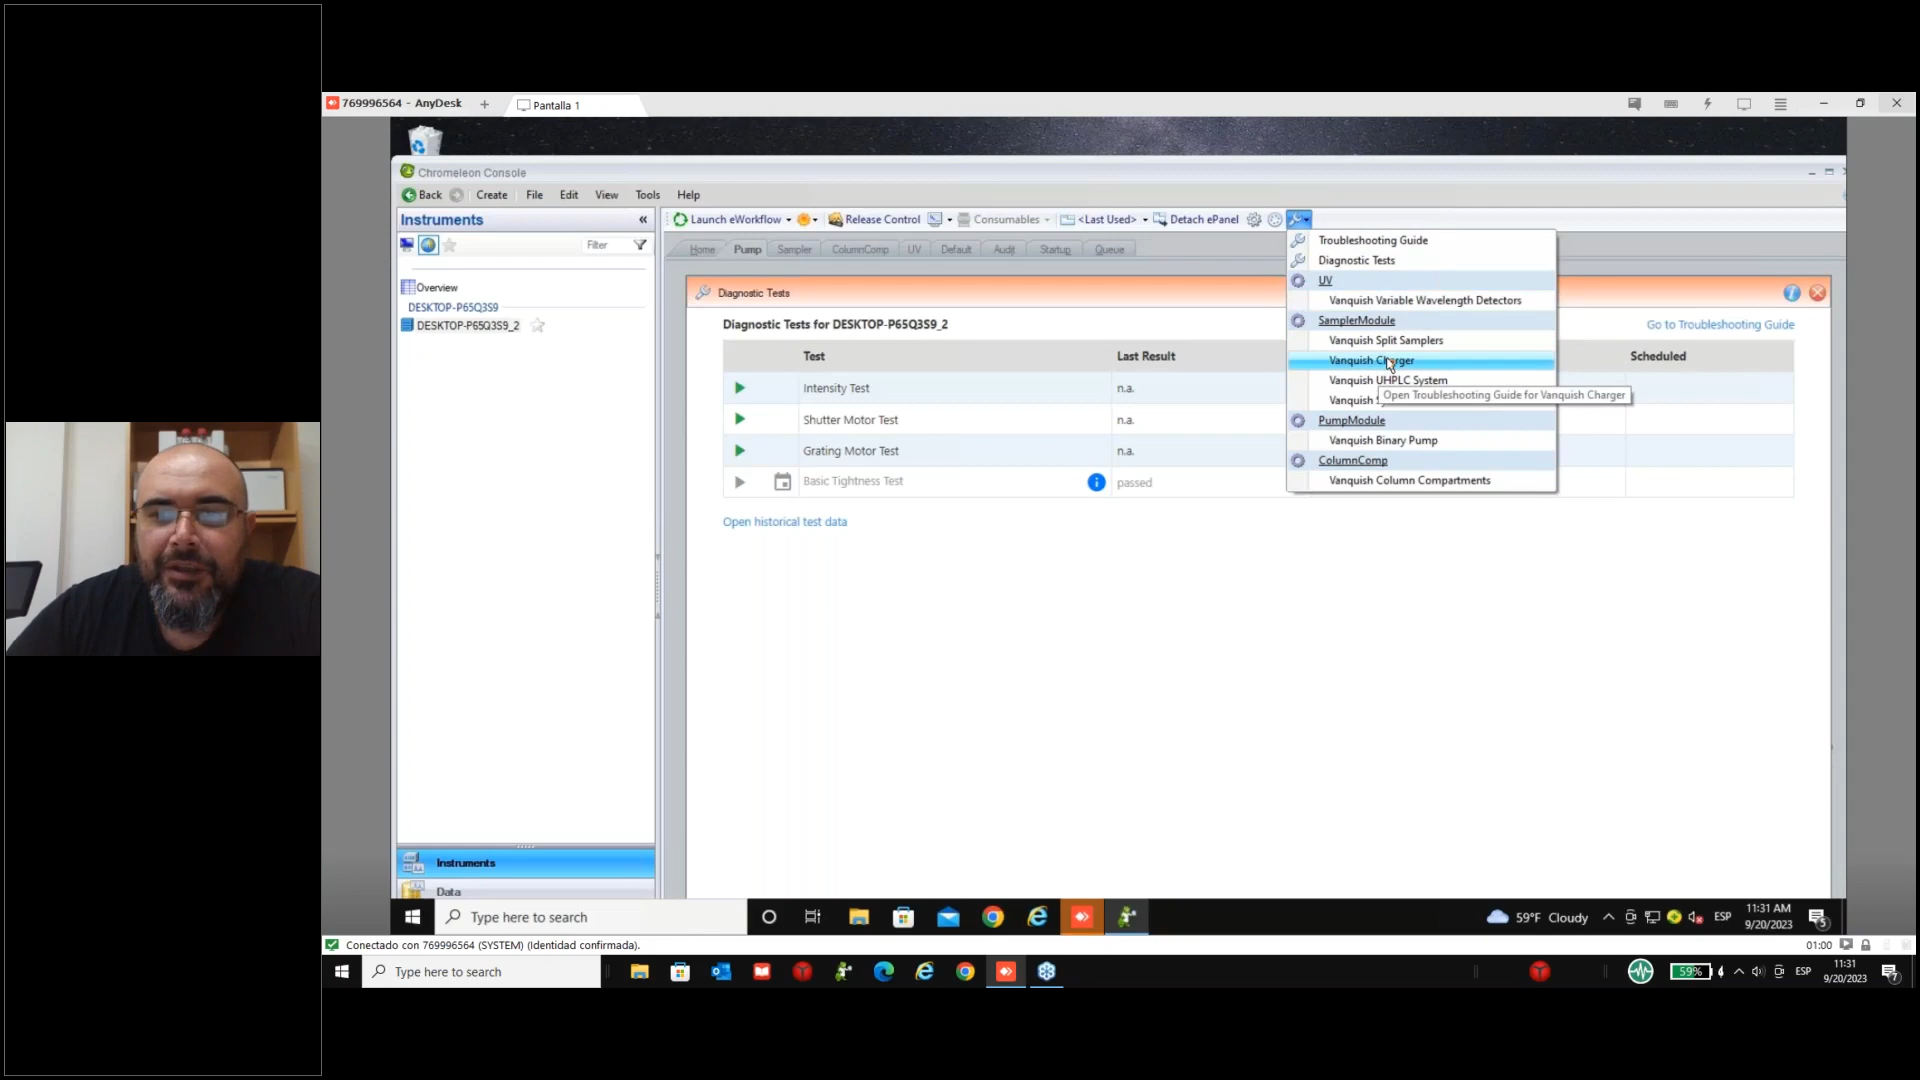 769996564 - AnyDesk
Pantalla 1
Chromeleon Console
Back Create File Edit View Tools Help
Instruments
Launch eWorkflow Release Control Consumables <Last Used> Detach ePanel
Filter
Home Pump Sampler ColumnComp UV Default Audit Startup Queue
Overview
DESKTOP-P65Q3S9
DESKTOP-P65Q3S9_2
Diagnostic Tests
Diagnostic Tests for DESKTOP-P65Q3S9_2
Go to Troubleshooting Guide
Test Last Result Scheduled
Intensity Test n.a.
Shutter Motor Test n.a.
Grating Motor Test n.a.
Basic Tightness Test passed
Open historical test data
Troubleshooting Guide
Diagnostic Tests
UV
Vanquish Variable Wavelength Detectors
SamplerModule
Vanquish Split Samplers
Vanquish Charger
Vanquish UHPLC System
Vanquish
Open Troubleshooting Guide for Vanquish Charger
PumpModule
Vanquish Binary Pump
ColumnComp
Vanquish Column Compartments
Instruments
Data
Type here to search
59°F Cloudy
ESP
11:31 AM
9/20/2023
5
Conectado con 769996564 (SYSTEM) (Identidad confirmada).
01:00
Type here to search
59%
ESP
11:31
9/20/2023
7